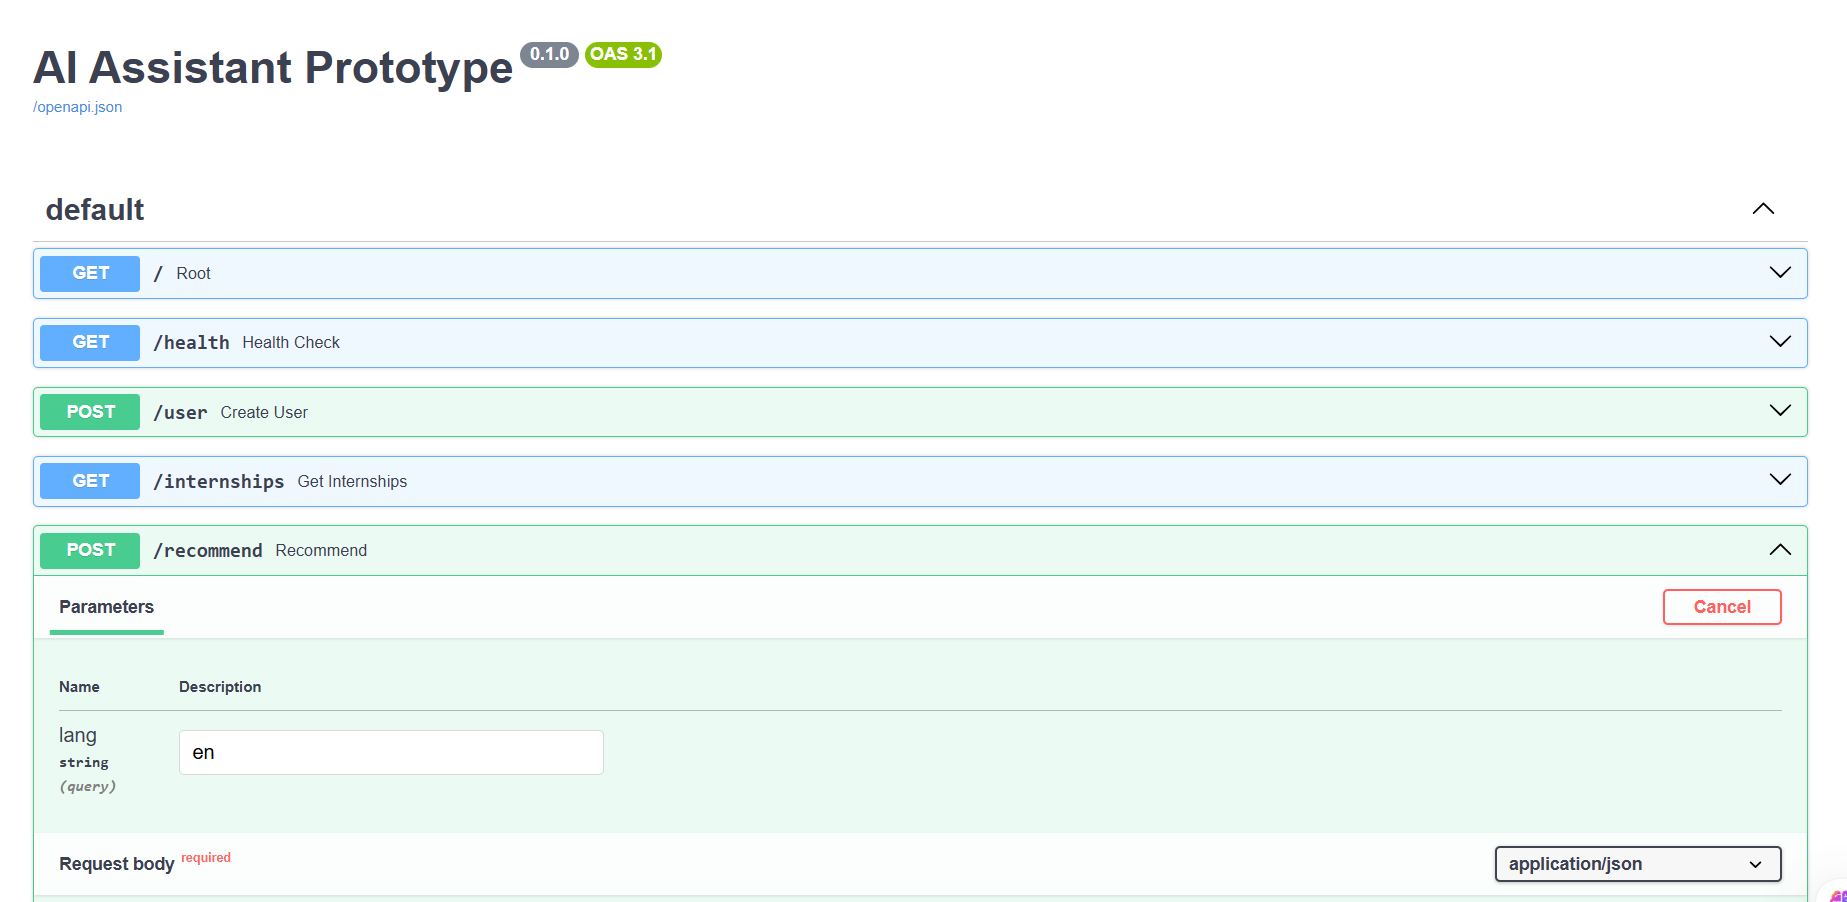 AI Assistant Prototype 0.1.0 OAS 3.1
/openapi.json
default
GET / Root
GET /health Health Check
POST /user Create User
GET /internships Get Internships
POST /recommend Recommend
Parameters Cancel
Name Description
lang
string
(query)
en
Request body required application/json